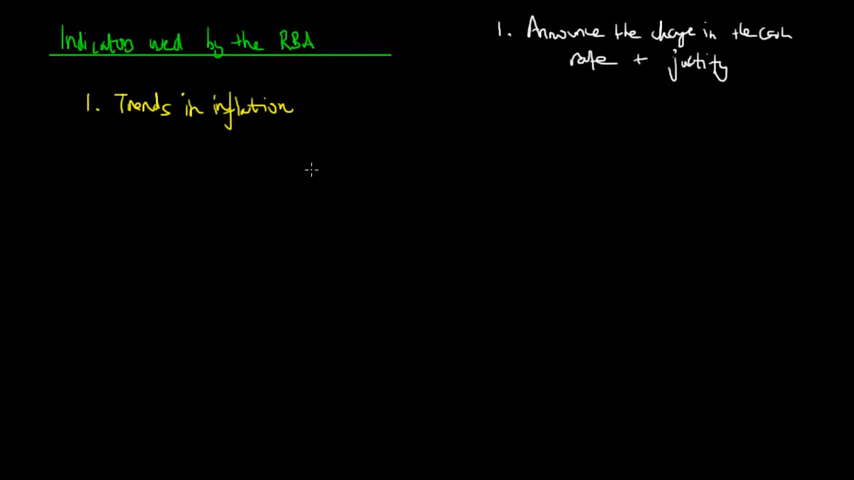 Indicators used by the RBA
1. Trends in inflation
1. Announce the change in the cash
rate + justify